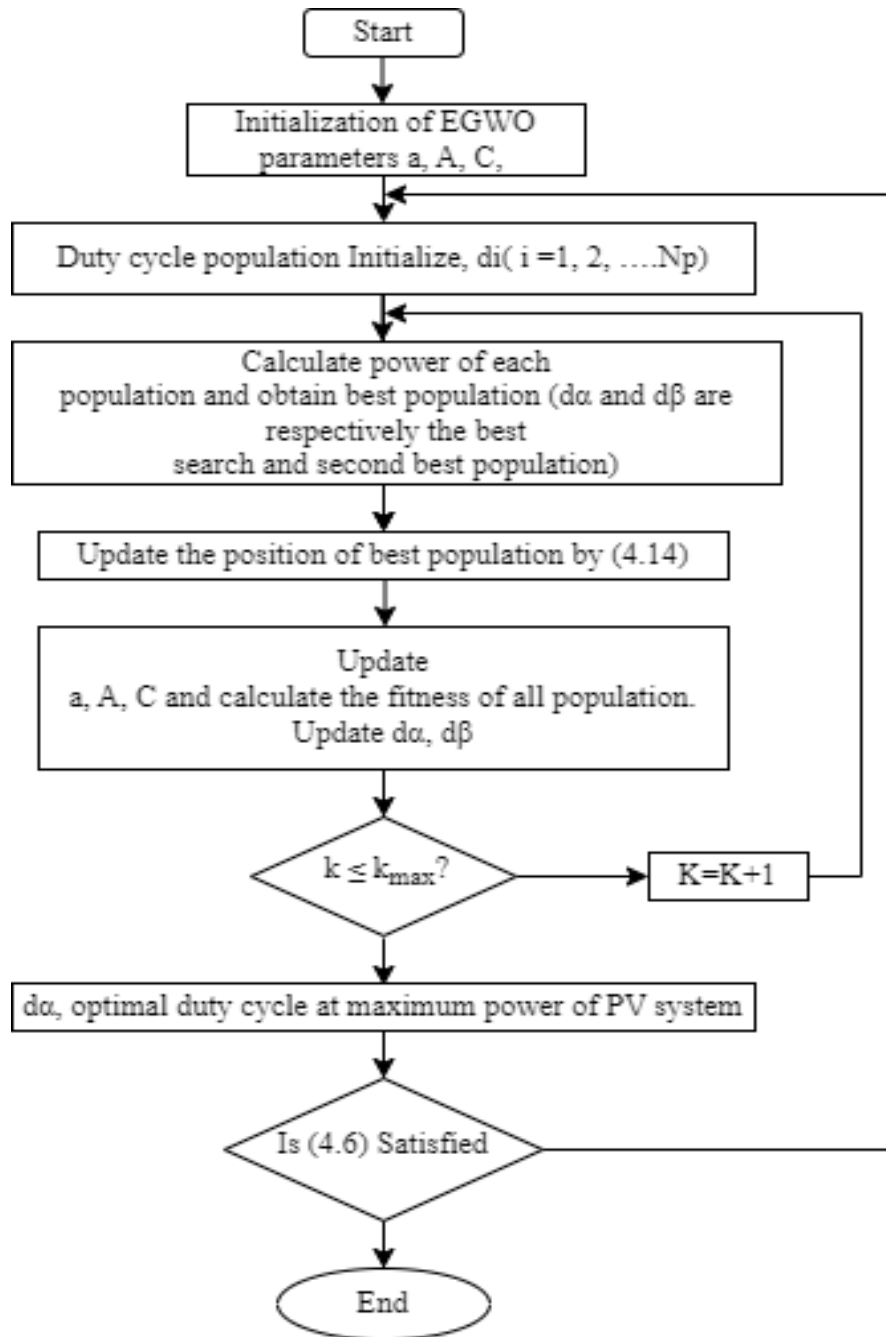 Start
Initialization of EGWO
parameters a, A, C,
Duty cycle population Initialize, di( i =1, 2, ….Np)
Calculate power of each
population and obtain best population (dα and dβ are
respectively the best
search and second best population)
Update the position of best population by (4.14)
Update
a, A, C and calculate the fitness of all population.
Update dα, dβ
k ≤ kmax?
K=K+1
dα, optimal duty cycle at maximum power of PV system
Is (4.6) Satisfied
End